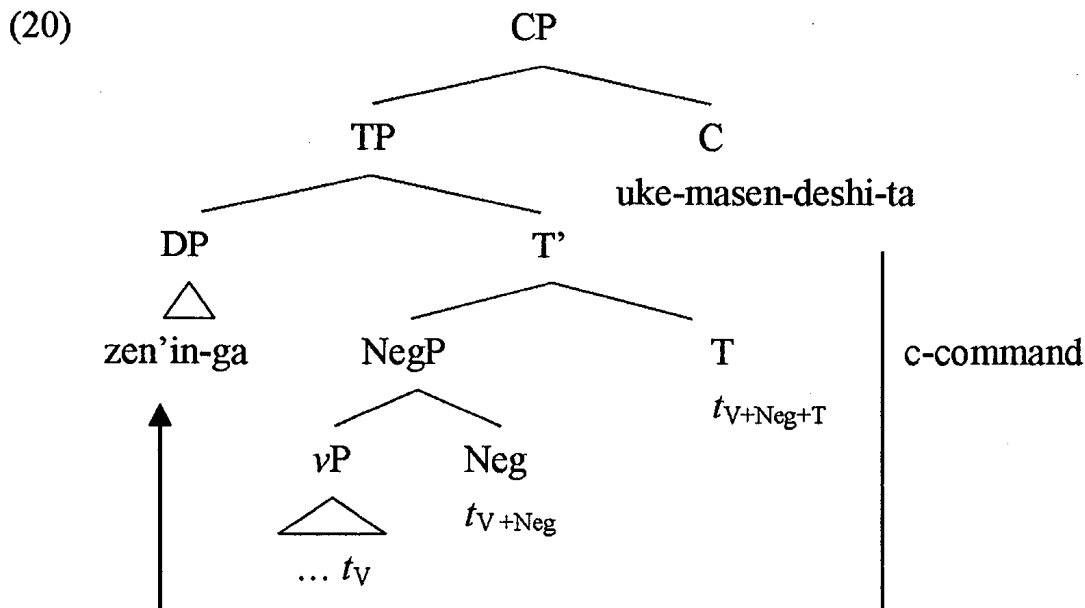 (20) CP
TP C
uke-masen-deshi-ta
DP T’
zen’in-ga NegP T c-command
tV+Neg+T
vP Neg
tV+Neg
... tV